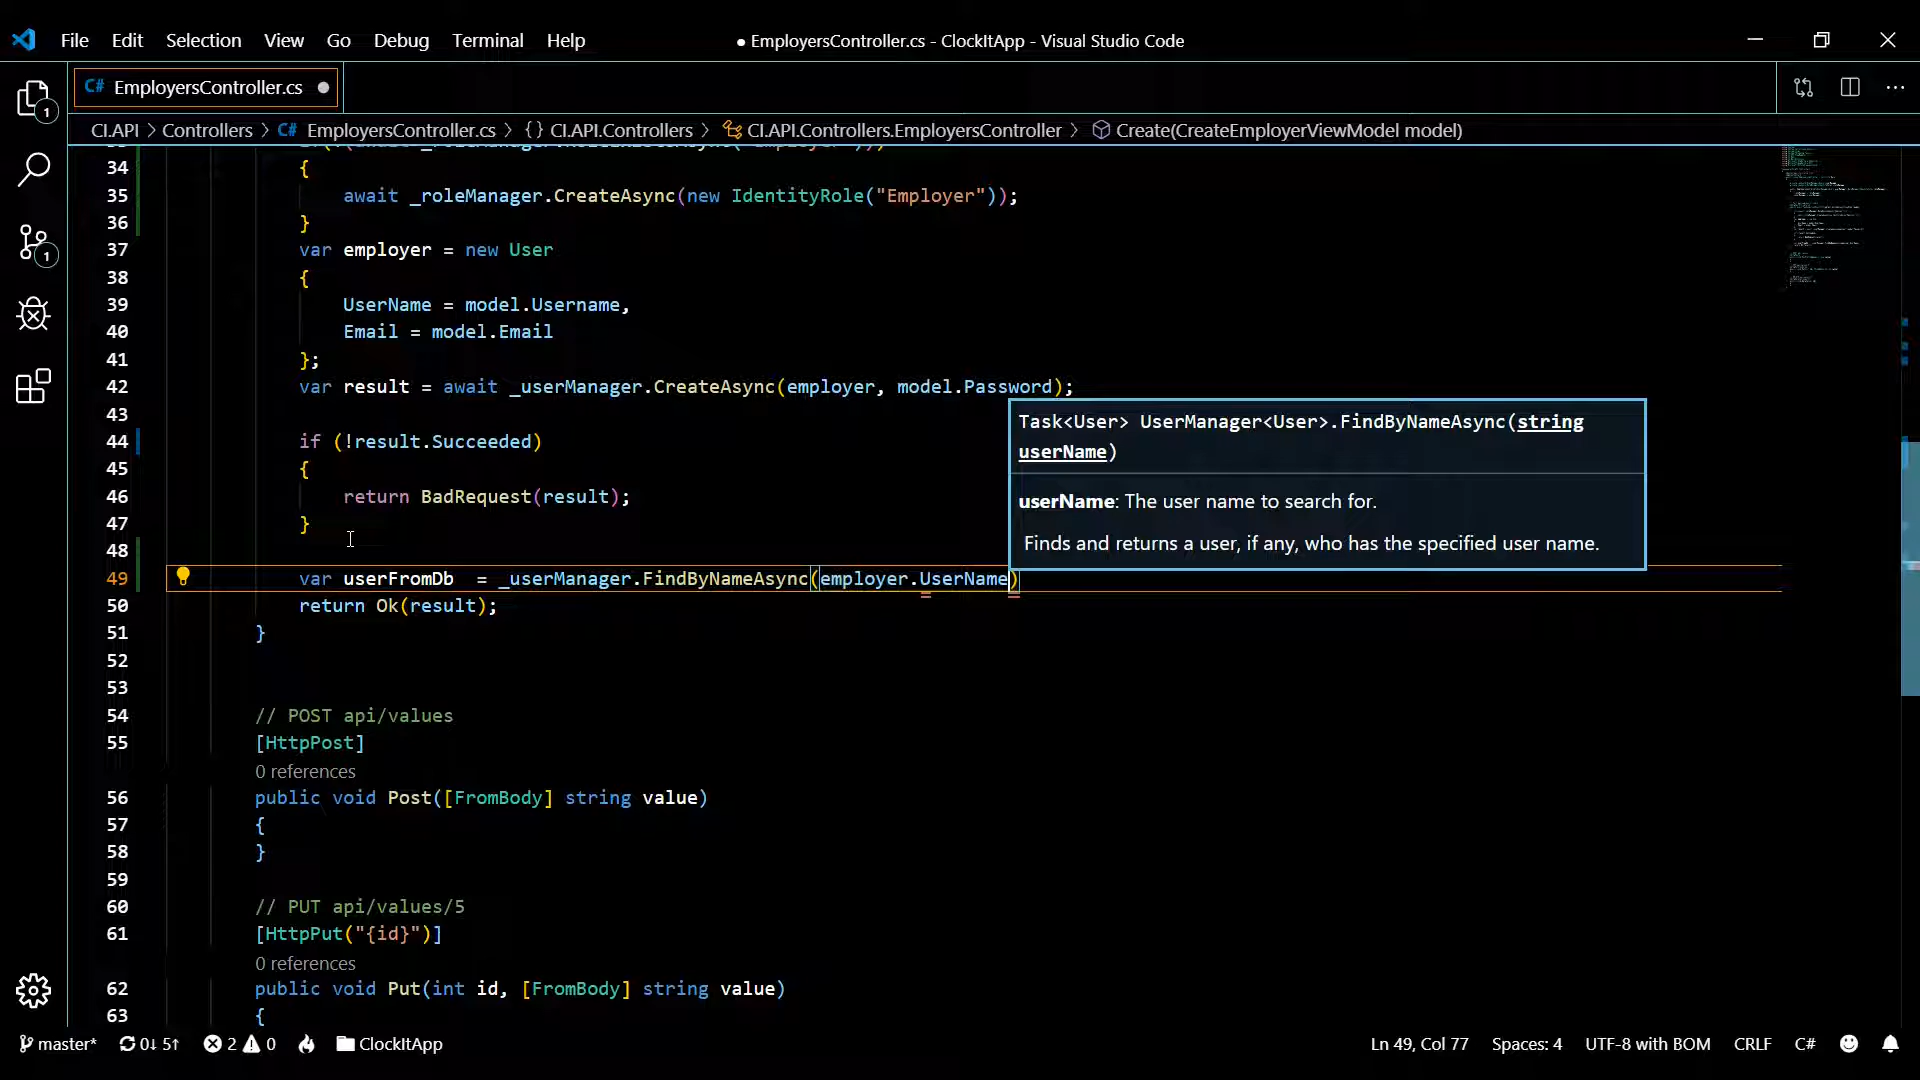 File Edit Selection View Go Debug Terminal Help
● EmployersController.cs - ClockItApp - Visual Studio Code
C# EmployersController.cs
CI.API > Controllers > C# EmployersController.cs > {} CI.API.Controllers > CI.API.Controllers.EmployersController > Create(CreateEmployerViewModel model)
34 {
35 await _roleManager.CreateAsync(new IdentityRole("Employer"));
36 }
37 var employer = new User
38 {
39 UserName = model.Username,
40 Email = model.Email
41 };
42 var result = await _userManager.CreateAsync(employer, model.Password);
43
44 if (!result.Succeeded)
45 {
46 return BadRequest(result);
47 }
48
49 var userFromDb  = _userManager.FindByNameAsync(employer.UserName)
50 return Ok(result);
51 }
52
53
54 // POST api/values
55 [HttpPost]
0 references
56 public void Post([FromBody] string value)
57 {
58 }
59
60 // PUT api/values/5
61 [HttpPut("{id}")]
0 references
62 public void Put(int id, [FromBody] string value)
63 {
Task<User> UserManager<User>.FindByNameAsync(string
userName)
userName: The user name to search for.
Finds and returns a user, if any, who has the specified user name.
1
1
master* 0↓ 5↑ 2 0 ClockItApp Ln 49, Col 77 Spaces: 4 UTF-8 with BOM CRLF C#